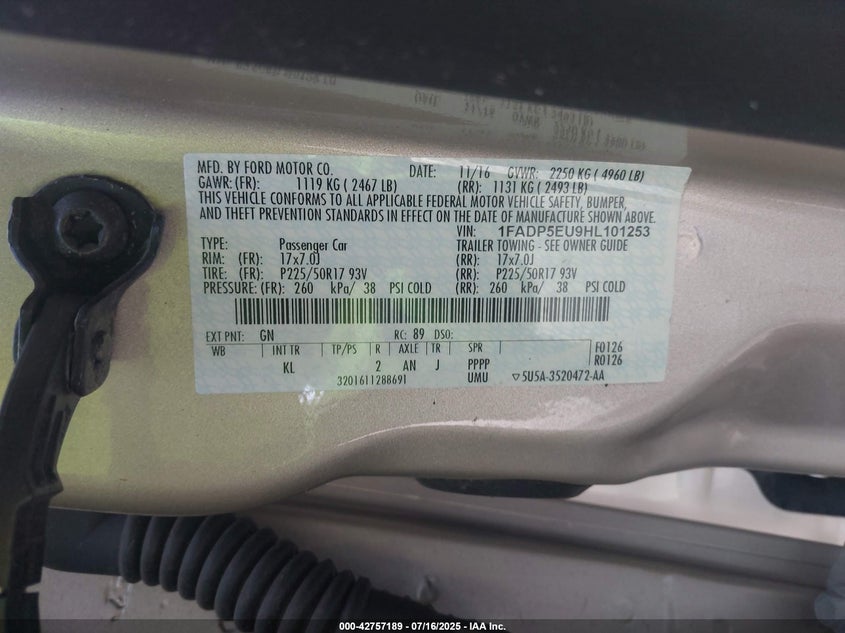 MFD. BY FORD MOTOR CO. DATE: 11/16 GVWR: 2250 KG ( 4960 LB)
GAWR: (FR): 1119 KG ( 2467 LB) (RR): 1131 KG ( 2493 LB)
THIS VEHICLE CONFORMS TO ALL APPLICABLE FEDERAL MOTOR VEHICLE SAFETY, BUMPER,
AND THEFT PREVENTION STANDARDS IN EFFECT ON THE DATE OF MANUFACTURE SHOWN ABOVE.
VIN: 1FADP5EU9HL101253
TYPE: Passenger Car TRAILER TOWING - SEE OWNER GUIDE
RIM: (FR): 17x7.0J (RR): 17x7.0J
TIRE: (FR): P225/50R17 93V (RR): P225/50R17 93V
PRESSURE: (FR): 260 kPa/ 38 PSI COLD (RR): 260 kPa/ 38 PSI COLD
EXT PNT: GN RC: 89 DSO: F0126
WB INT TR TP/PS R AXLE TR SPR R0126
KL 2 AN J PPPP
3201611288691 UMU ▽5U5A-3520472-AA
000-42757189 - 07/16/2025 - IAA Inc.